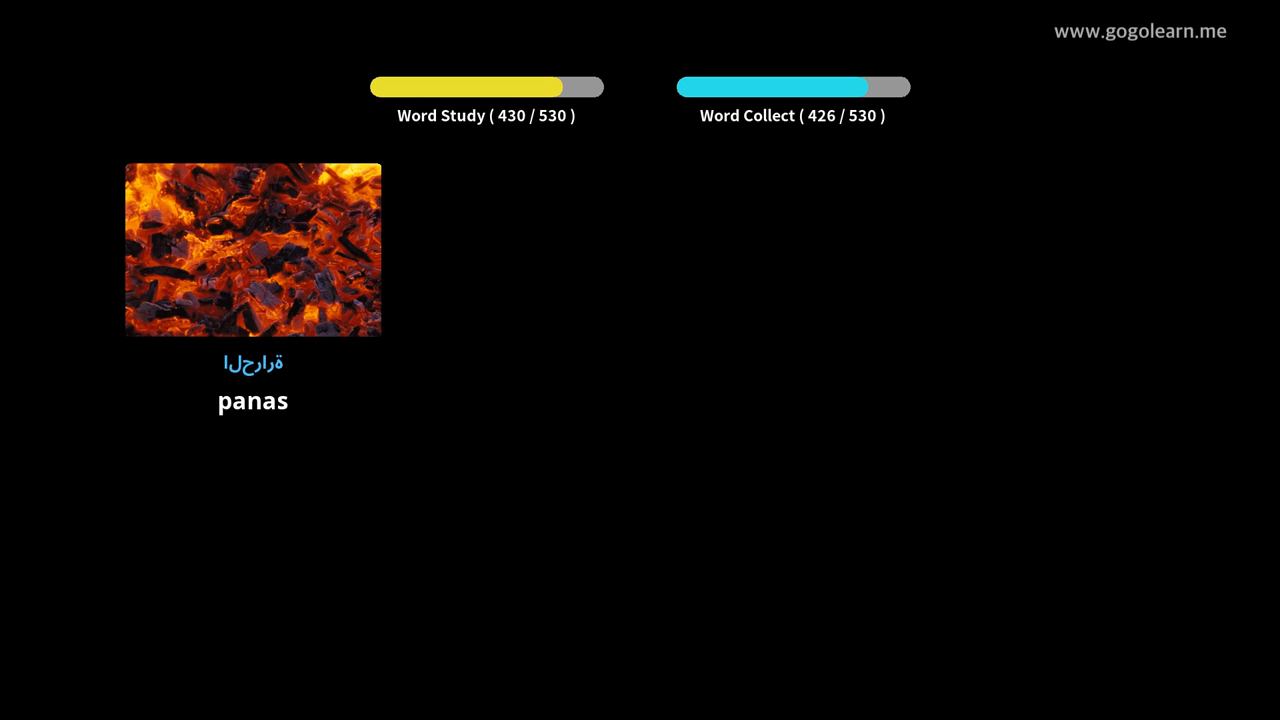 www.gogolearn.me
Word Study ( 430 / 530 )
Word Collect ( 426 / 530 )
الحرارة
panas